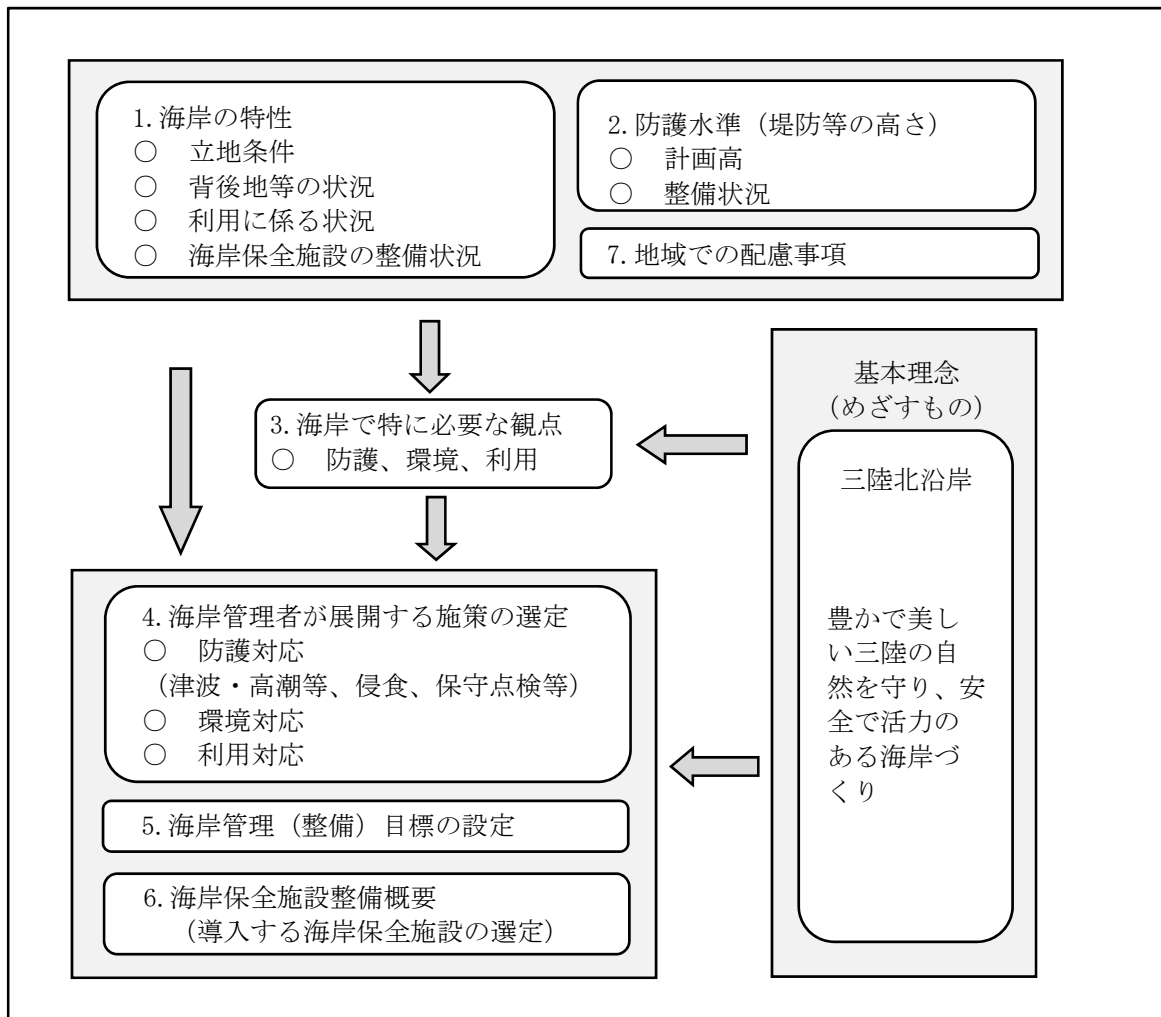 1.海岸の特性
○ 立地条件
○ 背後地等の状況
○ 利用に係る状況
○ 海岸保全施設の整備状況
2.防護水準（堤防等の高さ）
○ 計画高
○ 整備状況
7.地域での配慮事項
3.海岸で特に必要な観点
○ 防護、環境、利用
基本理念
（めざすもの）
三陸北沿岸
豊かで美し
い三陸の自
然を守り、安
全で活力の
ある海岸づ
くり
4.海岸管理者が展開する施策の選定
○ 防護対応
（津波・高潮等、侵食、保守点検等）
○ 環境対応
○ 利用対応
5.海岸管理（整備）目標の設定
6.海岸保全施設整備概要
（導入する海岸保全施設の選定）